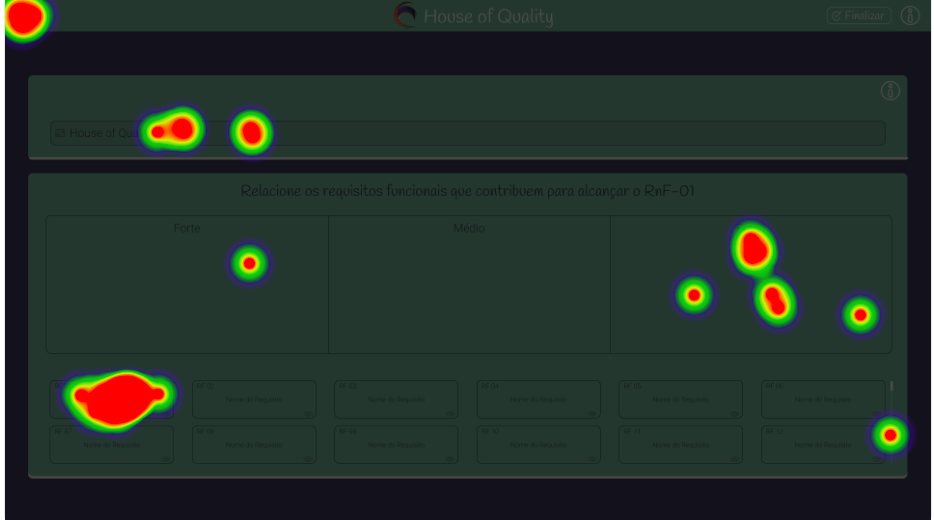 House of Quality
Finalizar
House of Qua
Relacione os requisitos funcionais que contribuem para alcançar o RnF-01
Forte
Médio
RF 02
RF 03
RF 04
RF 05
RF 06
Nome do Requisito
Nome do Requisito
Nome do Requisito
Nome do Requisito
Nome do Requisito
RF 07
RF 08
RF 09
RF 10
RF 11
RF 12
Nome do Requisito
Nome do Requisito
Nome do Requisito
Nome do Requisito
Nome do Requisito
Nome do Requisito